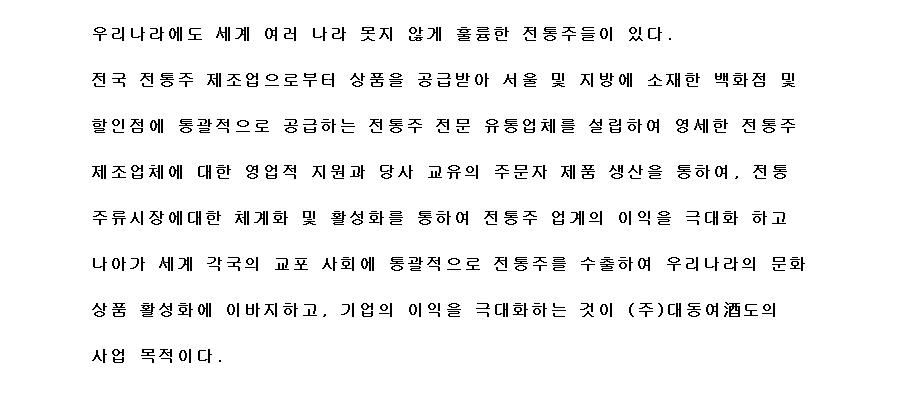 우리나라에도 세계 여러 나라 못지 않게 훌륭한 전통주들이 있다.
전국 전통주 제조업으로부터 상품을 공급받아 서울 및 지방에 소재한 백화점 및
할인점에 통괄적으로 공급하는 전통주 전문 유통업체를 설립하여 영세한 전통주
제조업체에 대한 영업적 지원과 당사 교유의 주문자 제품 생산을 통하여, 전통
주류시장에대한 체계화 및 활성화를 통하여 전통주 업계의 이익을 극대화 하고
나아가 세계 각국의 교포 사회에 통괄적으로 전통주를 수출하여 우리나라의 문화
상품 활성화에 이바지하고, 기업의 이익을 극대화하는 것이 (주)대동여酒도의
사업 목적이다.